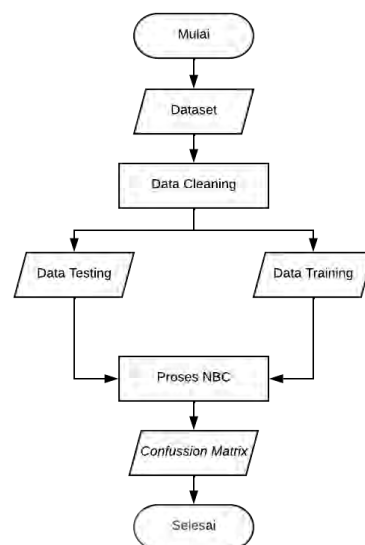 Mulai
Dataset
Data Cleaning
Data Testing
Data Training
Proses NBC
Confussion Matrix
Selesai